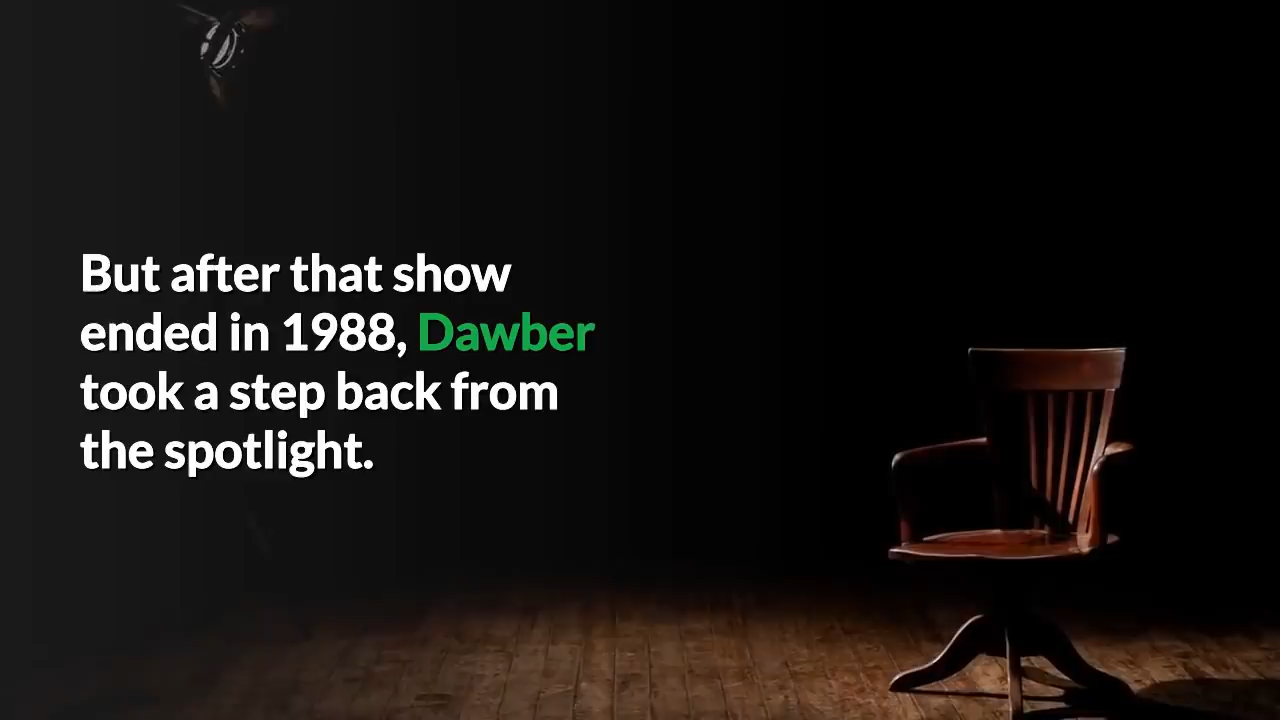 But after that show
ended in 1988, Dawber
took a step back from
the spotlight.